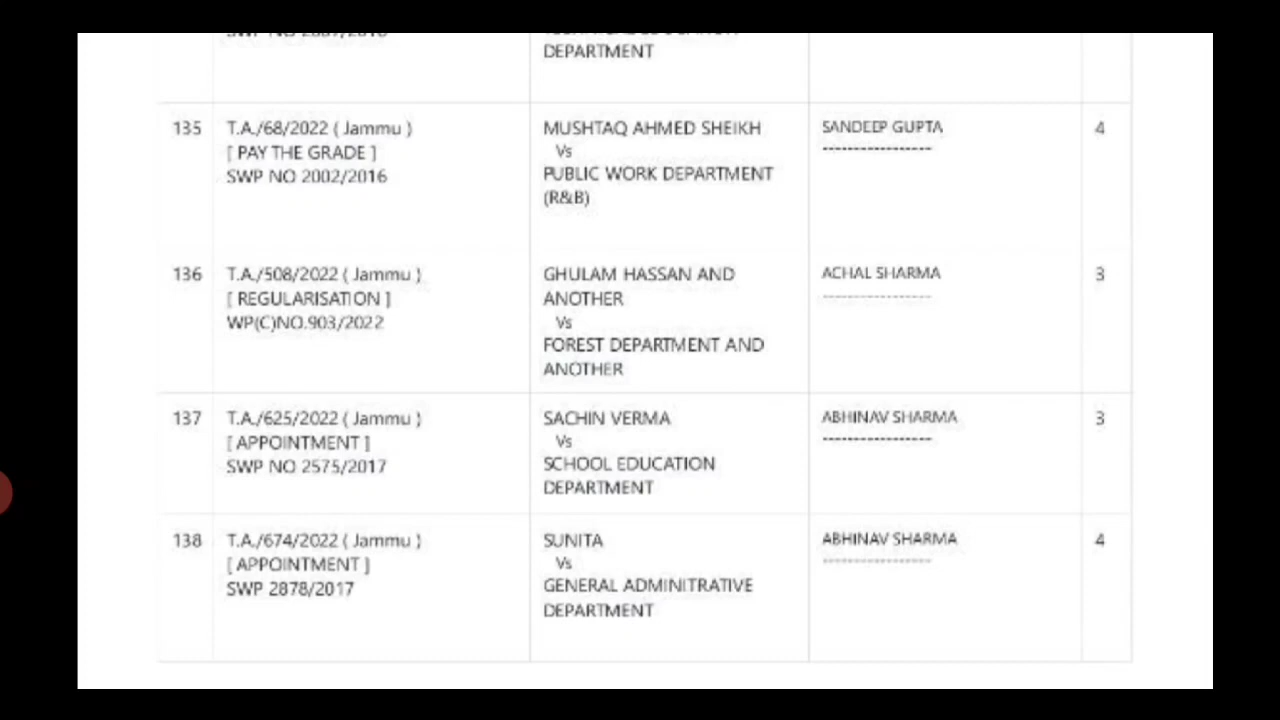 DEPARTMENT
135
T.A./68/2022 ( Jammu )
[ PAY THE GRADE ]
SWP NO 2002/2016
MUSHTAQ AHMED SHEIKH
Vs
PUBLIC WORK DEPARTMENT
(R&B)
SANDEEP GUPTA
-----------------
4
136
T.A./508/2022 ( Jammu )
[ REGULARISATION ]
WP(C)NO.903/2022
GHULAM HASSAN AND
ANOTHER
Vs
FOREST DEPARTMENT AND
ANOTHER
ACHAL SHARMA
-----------------
3
137
T.A./625/2022 ( Jammu )
[ APPOINTMENT ]
SWP NO 2575/2017
SACHIN VERMA
Vs
SCHOOL EDUCATION
DEPARTMENT
ABHINAV SHARMA
-----------------
3
138
T.A./674/2022 ( Jammu )
[ APPOINTMENT ]
SWP 2878/2017
SUNITA
Vs
GENERAL ADMINITRATIVE
DEPARTMENT
ABHINAV SHARMA
-----------------
4